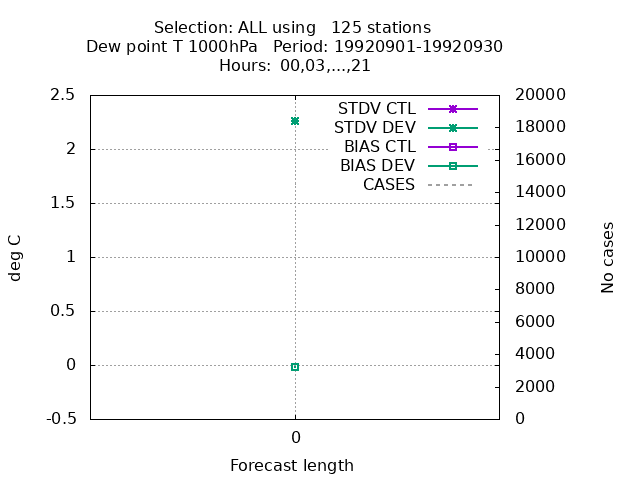 Selection: ALL using   125 stations
Dew point T 1000hPa   Period: 19920901-19920930
Hours:  00,03,...,21
2.5
2
1.5
1
0.5
0
-0.5
deg C
STDV CTL
STDV DEV
BIAS CTL
BIAS DEV
CASES
20000
18000
16000
14000
12000
10000
8000
6000
4000
2000
0
No cases
0
Forecast length